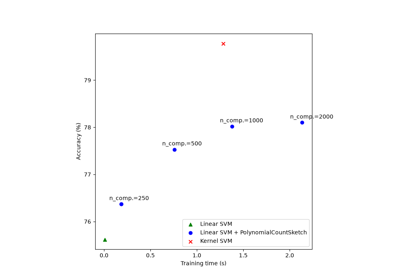 79
78
77
76
Accuracy (%)
n_comp.=250
n_comp.=500
n_comp.=1000
n_comp.=2000
Linear SVM
Linear SVM + PolynomialCountSketch
Kernel SVM
0.0 0.5 1.0 1.5 2.0
Training time (s)